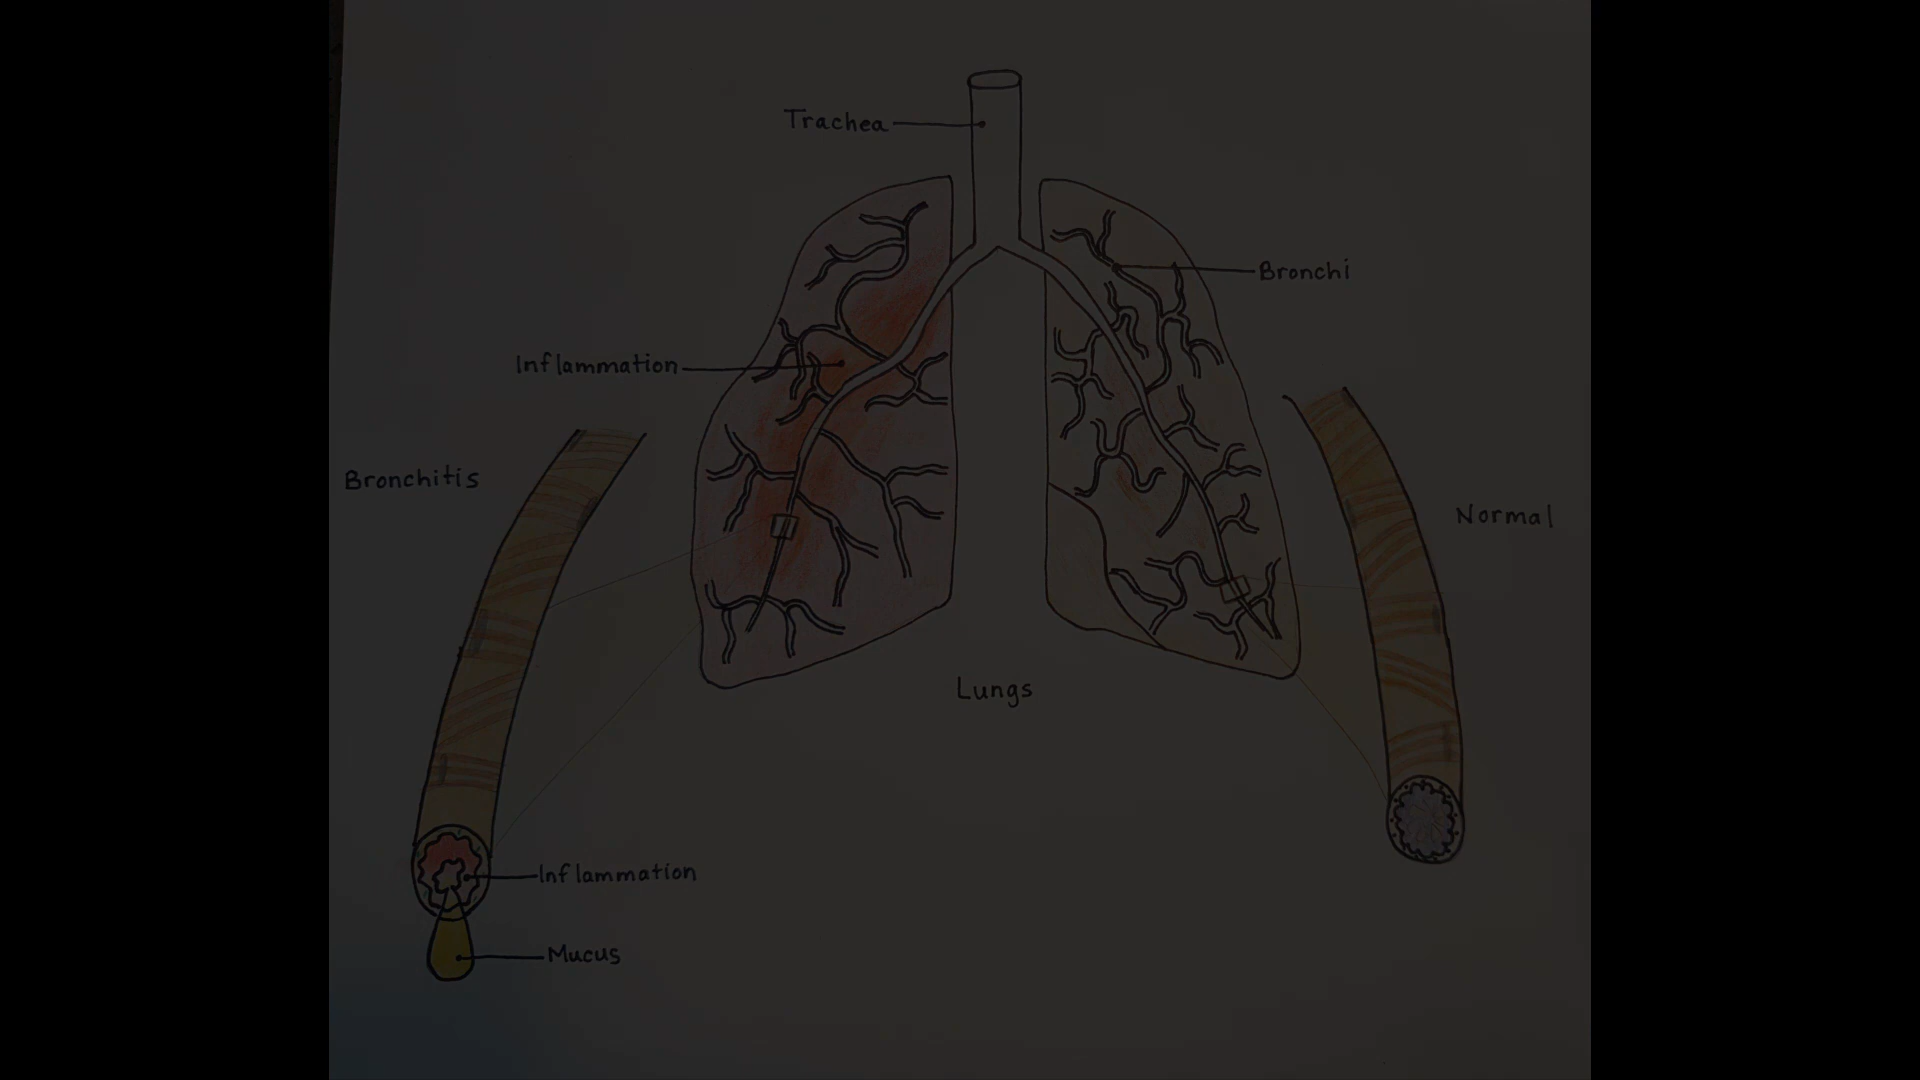 Trachea
Bronchi
Inflammation
Bronchitis
Normal
Lungs
Inflammation
Mucus